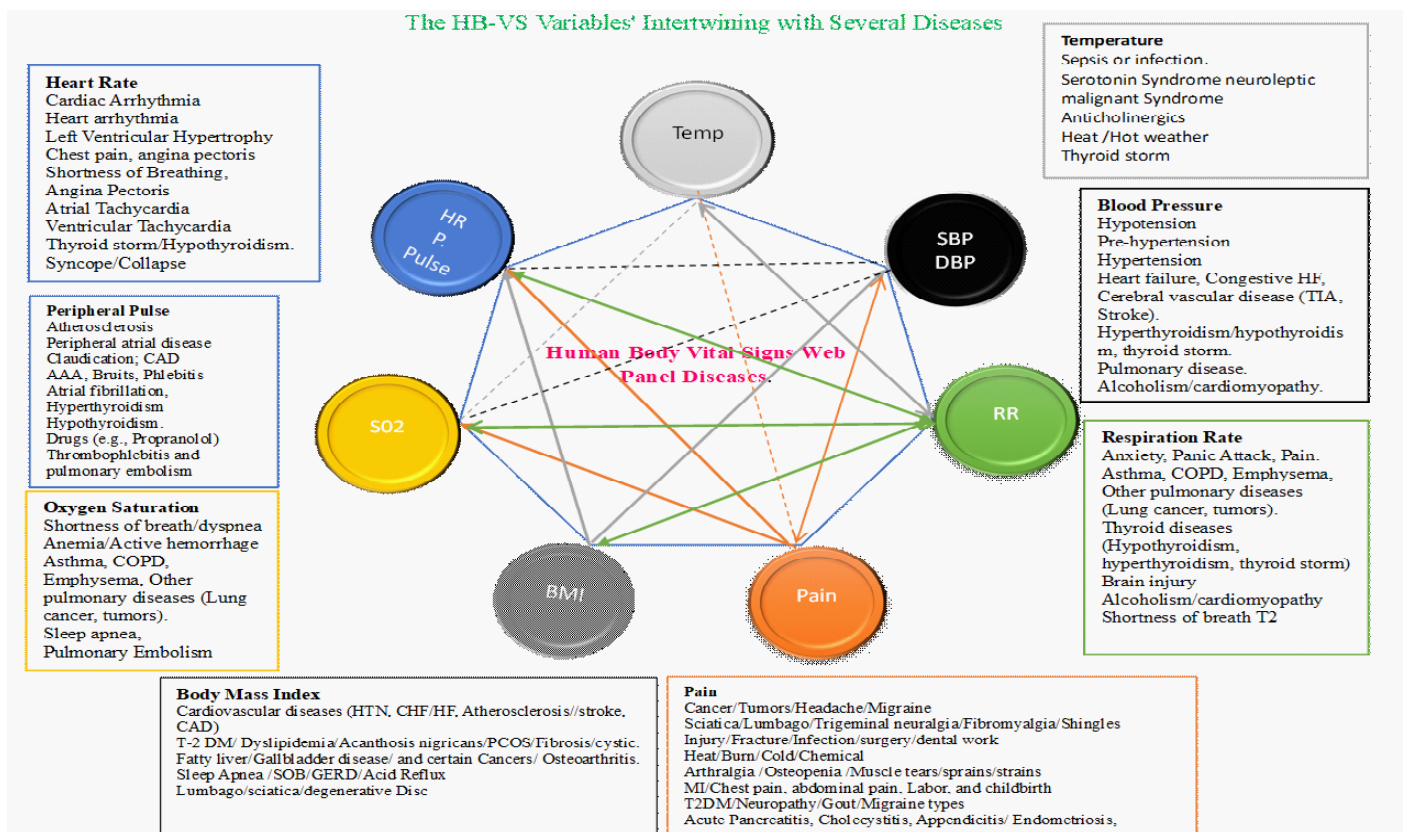 The HB-VS Variables' Intertwining with Several Diseases
Temperature
Sepsis or infection.
Serotonin Syndrome neuroleptic
malignant Syndrome
Anticholinergics
Heat /Hot weather
Thyroid storm
Heart Rate
Cardiac Arrhythmia
Heart arrhythmia
Left Ventricular Hypertrophy
Chest pain, angina pectoris
Shortness of Breathing,
Angina Pectoris
Atrial Tachycardia
Ventricular Tachycardia
Thyroid storm/Hypothyroidism.
Syncope/Collapse
Temp
HR
P.
Pulse
SBP
DBP
Blood Pressure
Hypotension
Pre-hypertension
Hypertension
Heart failure, Congestive HF,
Cerebral vascular disease (TIA,
Stroke).
Hyperthyroidism/hypothyroidis
m, thyroid storm.
Pulmonary disease.
Alcoholism/cardiomyopathy.
Peripheral Pulse
Atherosclerosis
Peripheral atrial disease
Claudication; CAD
AAA, Bruits, Phlebitis
Atrial fibrillation,
Hyperthyroidism
Hypothyroidism.
Drugs (e.g., Propranolol)
Thrombophlebitis and
pulmonary embolism
Human Body Vital Signs Web
Panel Diseases.
S02
RR
Respiration Rate
Anxiety, Panic Attack, Pain.
Asthma, COPD, Emphysema,
Other pulmonary diseases
(Lung cancer, tumors).
Thyroid diseases
(Hypothyroidism,
hyperthyroidism, thyroid storm)
Brain injury
Alcoholism/cardiomyopathy
Shortness of breath T2
Oxygen Saturation
Shortness of breath/dyspnea
Anemia/Active hemorrhage
Asthma, COPD,
Emphysema, Other
pulmonary diseases (Lung
cancer, tumors).
Sleep apnea,
Pulmonary Embolism
BMI
Pain
Body Mass Index
Cardiovascular diseases (HTN, CHF/HF, Atherosclerosis//stroke,
CAD)
T-2 DM/ Dyslipidemia/Acanthosis nigricans/PCOS/Fibrosis/cystic.
Fatty liver/Gallbladder disease/ and certain Cancers/ Osteoarthritis.
Sleep Apnea /SOB/GERD/Acid Reflux
Lumbago/sciatica/degenerative Disc
Pain
Cancer/Tumors/Headache/Migraine
Sciatica/Lumbago/Trigeminal neuralgia/Fibromyalgia/Shingles
Injury/Fracture/Infection/surgery/dental work
Heat/Burn/Cold/Chemical
Arthralgia /Osteopenia /Muscle tears/sprains/strains
MI/Chest pain, abdominal pain, Labor, and childbirth
T2DM/Neuropathy/Gout/Migraine types
Acute Pancreatitis, Cholecystitis, Appendicitis/ Endometriosis,